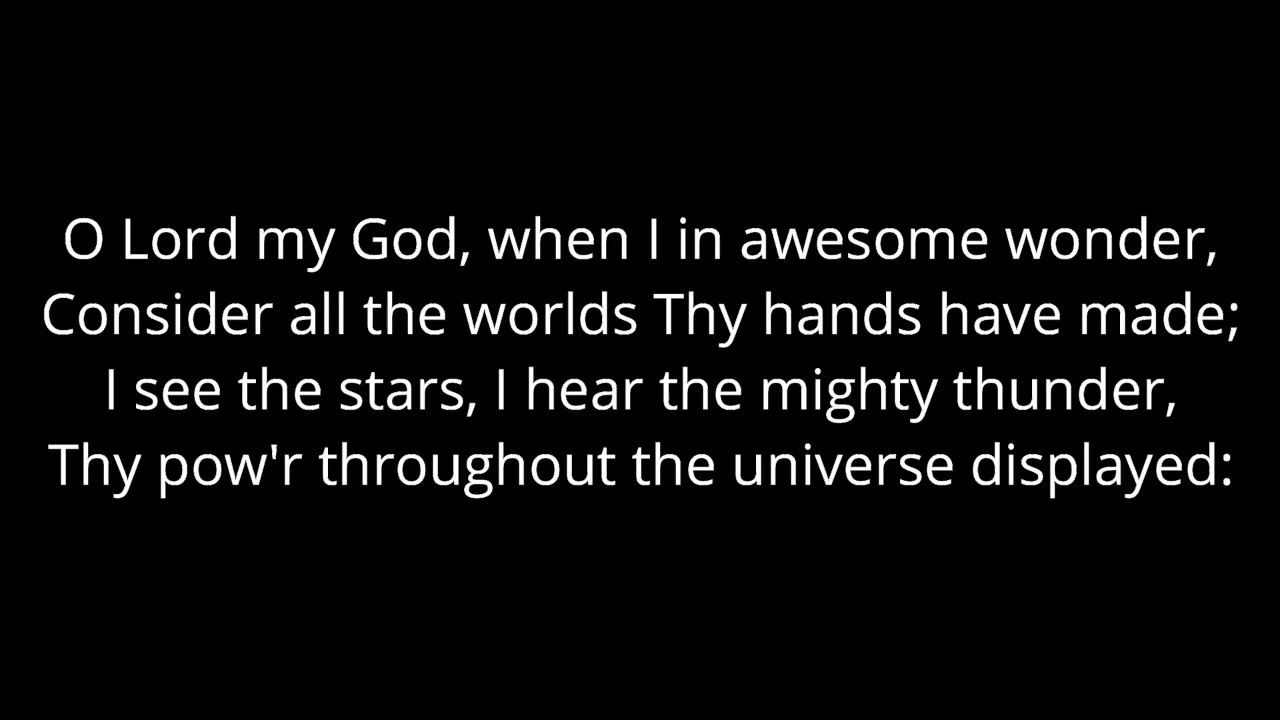 O Lord my God, when I in awesome wonder,
Consider all the worlds Thy hands have made;
I see the stars, I hear the mighty thunder,
Thy pow'r throughout the universe displayed: